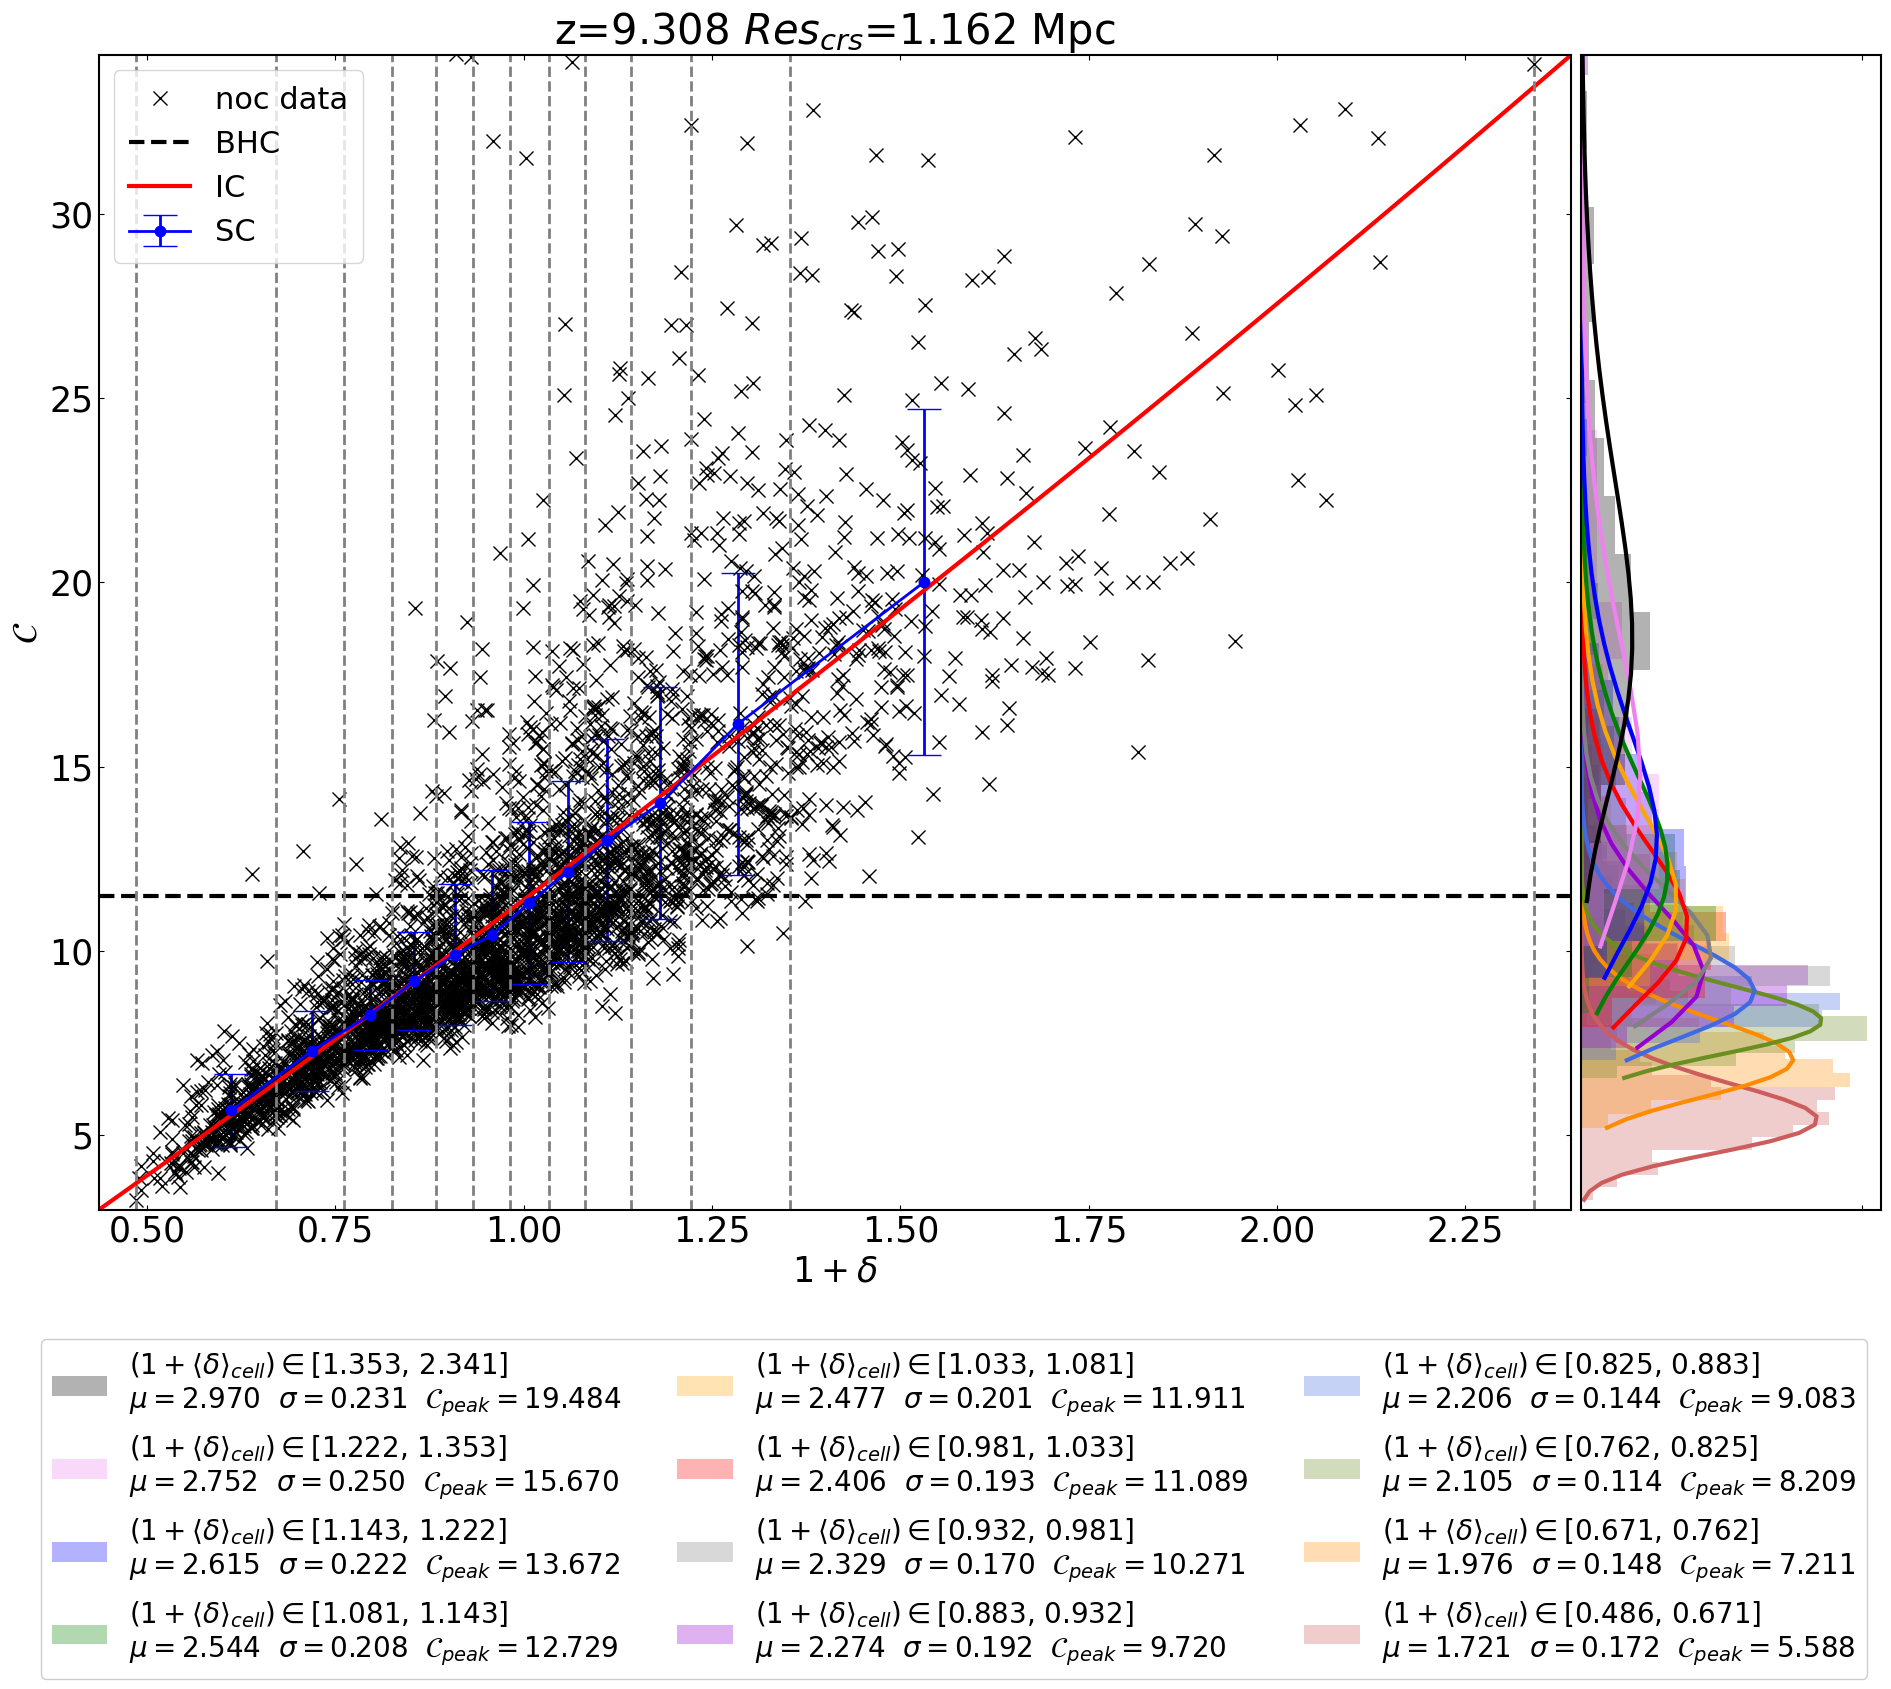 z=9.308 Res_crs=1.162 Mpc
noc data
BHC
IC
SC
30
25
20
15
10
5
𝒞
0.50 0.75 1.00 1.25 1.50 1.75 2.00 2.25
1 + δ
(1 + ⟨δ⟩_cell) ∈ [1.353, 2.341]
μ = 2.970 σ = 0.231 𝒞_peak = 19.484
(1 + ⟨δ⟩_cell) ∈ [1.222, 1.353]
μ = 2.752 σ = 0.250 𝒞_peak = 15.670
(1 + ⟨δ⟩_cell) ∈ [1.143, 1.222]
μ = 2.615 σ = 0.222 𝒞_peak = 13.672
(1 + ⟨δ⟩_cell) ∈ [1.081, 1.143]
μ = 2.544 σ = 0.208 𝒞_peak = 12.729
(1 + ⟨δ⟩_cell) ∈ [1.033, 1.081]
μ = 2.477 σ = 0.201 𝒞_peak = 11.911
(1 + ⟨δ⟩_cell) ∈ [0.981, 1.033]
μ = 2.406 σ = 0.193 𝒞_peak = 11.089
(1 + ⟨δ⟩_cell) ∈ [0.932, 0.981]
μ = 2.329 σ = 0.170 𝒞_peak = 10.271
(1 + ⟨δ⟩_cell) ∈ [0.883, 0.932]
μ = 2.274 σ = 0.192 𝒞_peak = 9.720
(1 + ⟨δ⟩_cell) ∈ [0.825, 0.883]
μ = 2.206 σ = 0.144 𝒞_peak = 9.083
(1 + ⟨δ⟩_cell) ∈ [0.762, 0.825]
μ = 2.105 σ = 0.114 𝒞_peak = 8.209
(1 + ⟨δ⟩_cell) ∈ [0.671, 0.762]
μ = 1.976 σ = 0.148 𝒞_peak = 7.211
(1 + ⟨δ⟩_cell) ∈ [0.486, 0.671]
μ = 1.721 σ = 0.172 𝒞_peak = 5.588